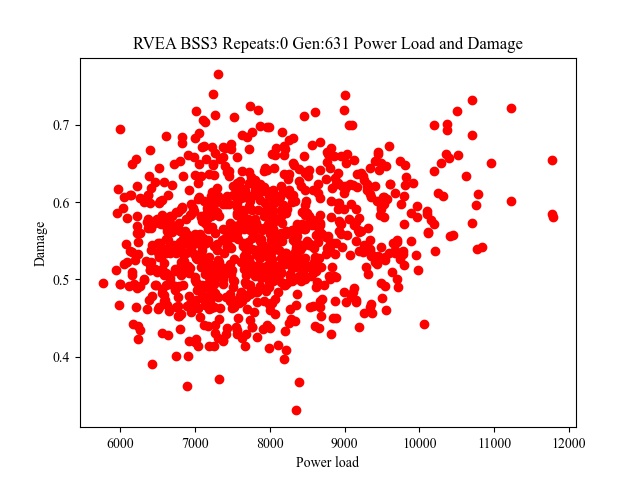 RVEA BSS3 Repeats:0 Gen:631 Power Load and Damage
0.7
0.6
0.5
0.4
Damage
6000 7000 8000 9000 10000 11000 12000
Power load